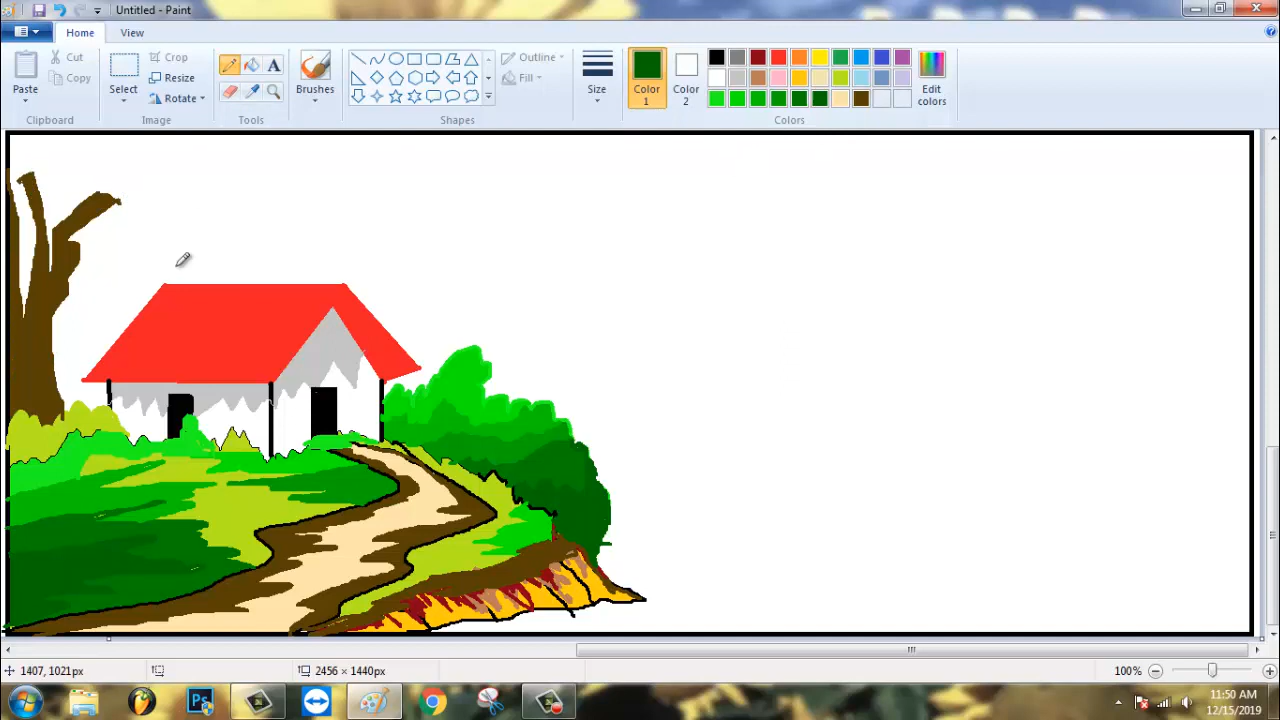 Untitled - Paint
Home View
Paste
Cut
Copy
Clipboard
Select
Crop
Resize
Rotate
Image
A
Tools
Brushes
Outline
Fill
Shapes
Size
Color 1
Color 2
Edit colors
Colors
1407, 1021px
2456 × 1440px
100%
Ps
11:50 AM
12/15/2019